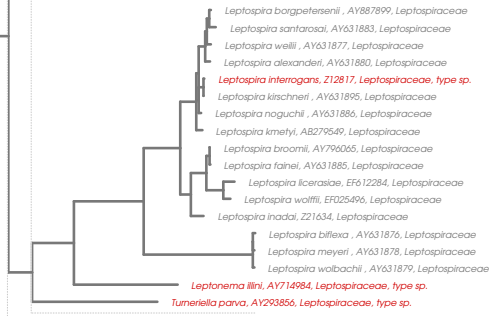 Leptospira borgpetersenii , AY887899, Leptospiraceae
Leptospira santarosai, AY631883, Leptospiraceae
Leptospira weilii , AY631877, Leptospiraceae
Leptospira alexanderi, AY631880, Leptospiraceae
Leptospira interrogans, Z12817, Leptospiraceae, type sp.
Leptospira kirschneri , AY631895, Leptospiraceae
Leptospira noguchii , AY631886, Leptospiraceae
Leptospira kmetyi, AB279549, Leptospiraceae
Leptospira broomii, AY796065, Leptospiraceae
Leptospira fainei, AY631885, Leptospiraceae
Leptospira licerasiae, EF612284, Leptospiraceae
Leptospira wolffii, EF025496, Leptospiraceae
Leptospira inadai, Z21634, Leptospiraceae
Leptospira biflexa , AY631876, Leptospiraceae
Leptospira meyeri , AY631878, Leptospiraceae
Leptospira wolbachii , AY631879, Leptospiraceae
Leptonema illini, AY714984, Leptospiraceae, type sp.
Turneriella parva, AY293856, Leptospiraceae, type sp.